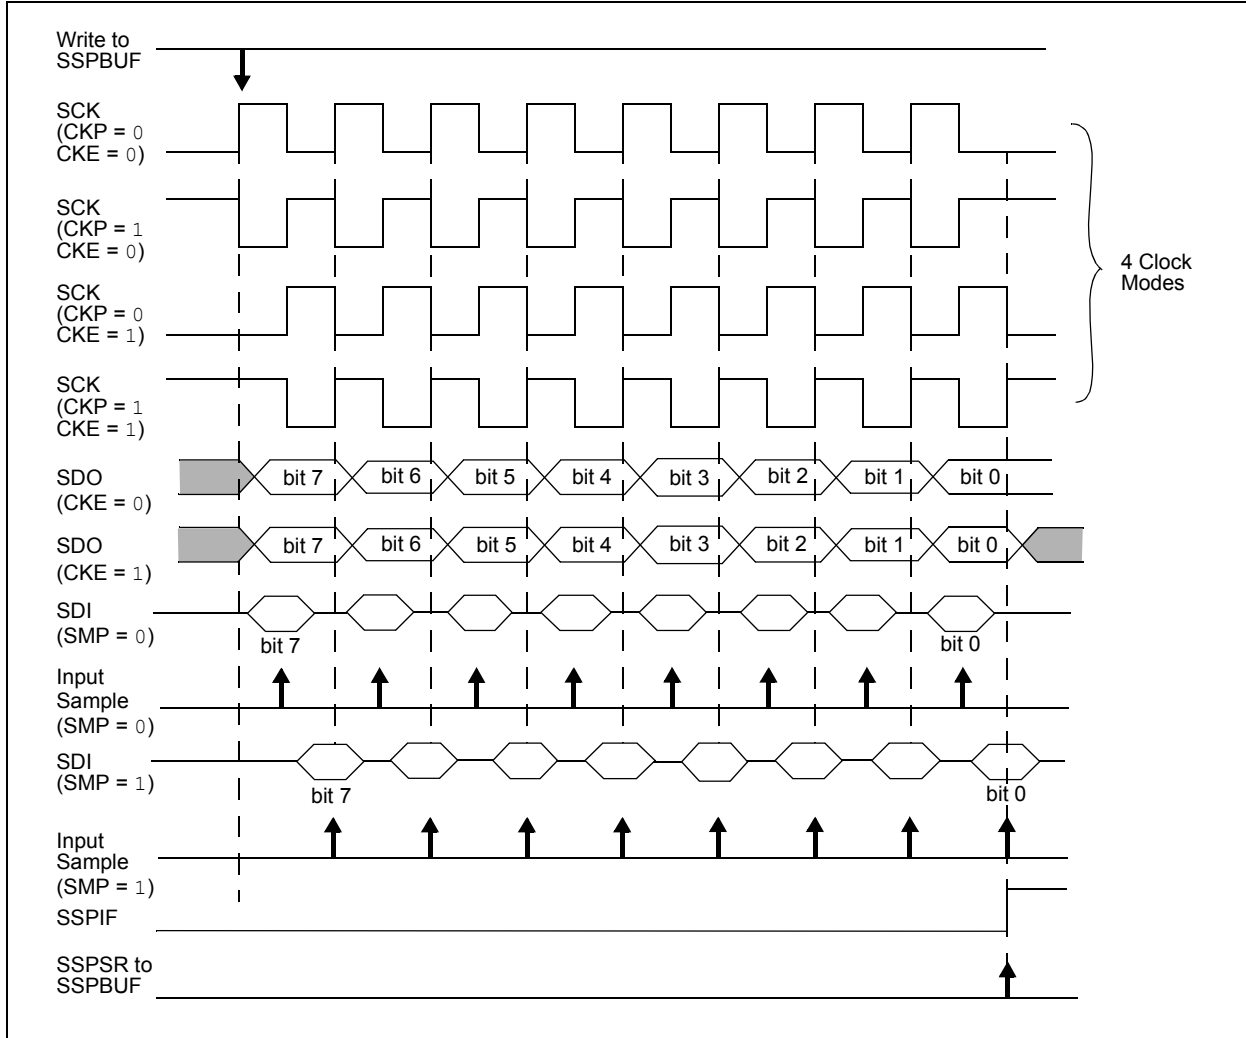 Write to
SSPBUF
SCK
(CKP = 0
CKE = 0)
SCK
(CKP = 1
CKE = 0)
4 Clock
Modes
SCK
(CKP = 0
CKE = 1)
SCK
(CKP = 1
CKE = 1)
SDO
(CKE = 0)
bit 7 bit 6 bit 5 bit 4 bit 3 bit 2 bit 1 bit 0
SDO
(CKE = 1)
bit 7 bit 6 bit 5 bit 4 bit 3 bit 2 bit 1 bit 0
SDI
(SMP = 0)
bit 7 bit 0
Input
Sample
(SMP = 0)
SDI
(SMP = 1)
bit 7 bit 0
Input
Sample
(SMP = 1)
SSPIF
SSPSR to
SSPBUF